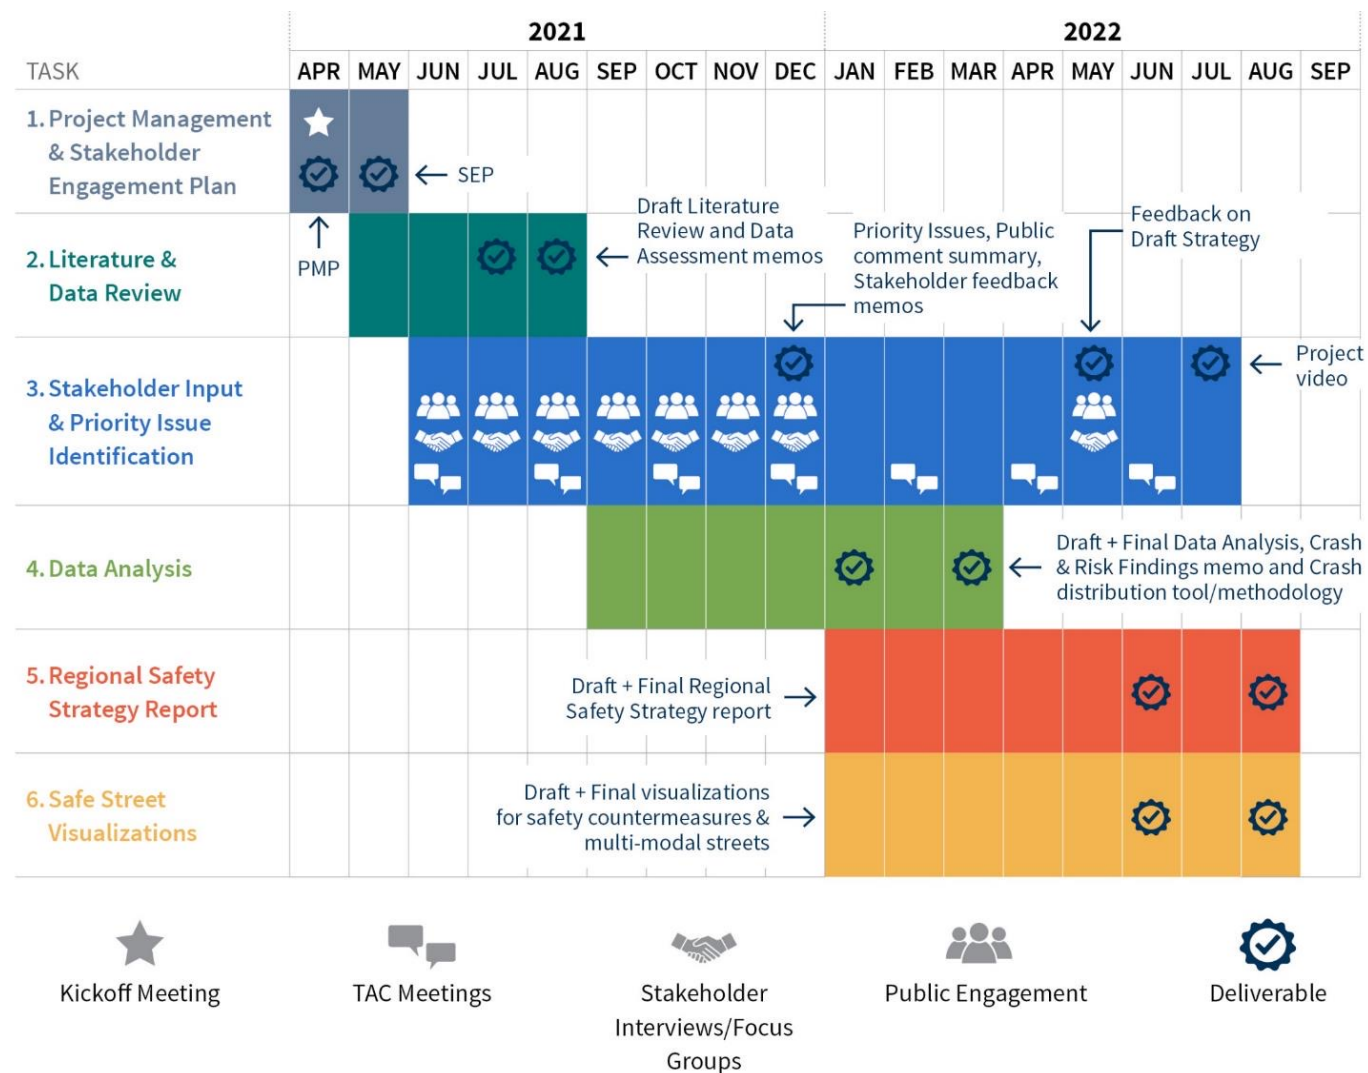 2021
2022
TASK
APR MAY JUN JUL AUG SEP OCT NOV DEC JAN FEB MAR APR MAY JUN JUL AUG SEP
1. Project Management
& Stakeholder
Engagement Plan
SEP
PMP
2. Literature &
Data Review
Draft Literature
Review and Data
Assessment memos
Priority Issues, Public
comment summary,
Stakeholder feedback
memos
Feedback on
Draft Strategy
3. Stakeholder Input
& Priority Issue
Identification
Project
video
4. Data Analysis
Draft + Final Data Analysis, Crash
& Risk Findings memo and Crash
distribution tool/methodology
5. Regional Safety
Strategy Report
Draft + Final Regional
Safety Strategy report
6. Safe Street
Visualizations
Draft + Final visualizations
for safety countermeasures &
multi-modal streets
Kickoff Meeting
TAC Meetings
Stakeholder
Interviews/Focus
Groups
Public Engagement
Deliverable